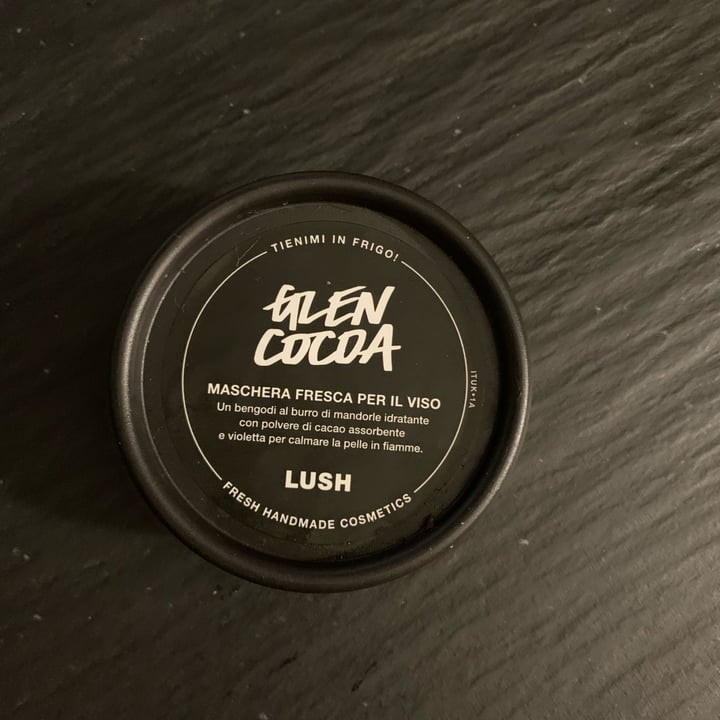 TIENIMI IN FRIGO!
GLEN
COCOA
MASCHERA FRESCA PER IL VISO
Un bengodi al burro di mandorle idratante
con polvere di cacao assorbente
e violetta per calmare la pelle in fiamme.
LUSH
FRESH HANDMADE COSMETICS
ITUK•1A